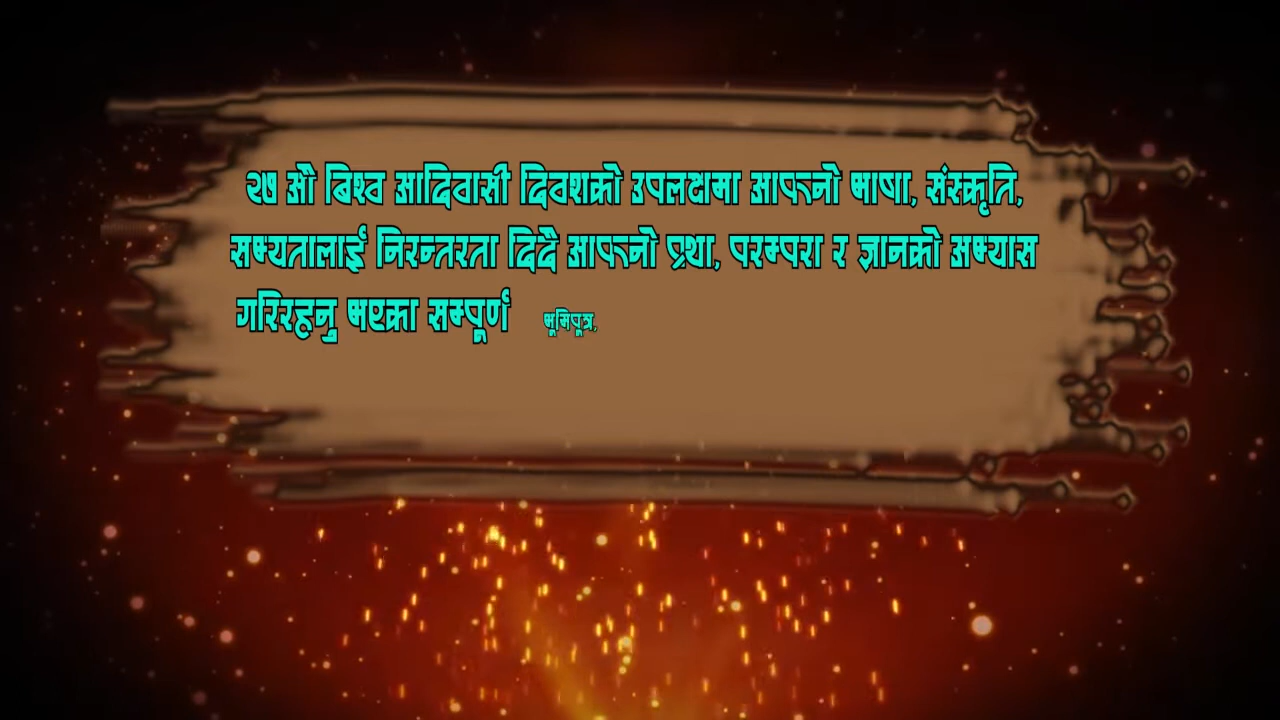 २७ औ बिश्व आदिवासी दिवशको उपलक्षमा आफ्नो भाषा, संस्कृति,
सभ्यतालाई निरन्तरता दिदै आफ्नो प्रथा, परम्परा र ज्ञानको अभ्यास
गरिरहनु भएका सम्पूर्ण भूमिपुत्र,